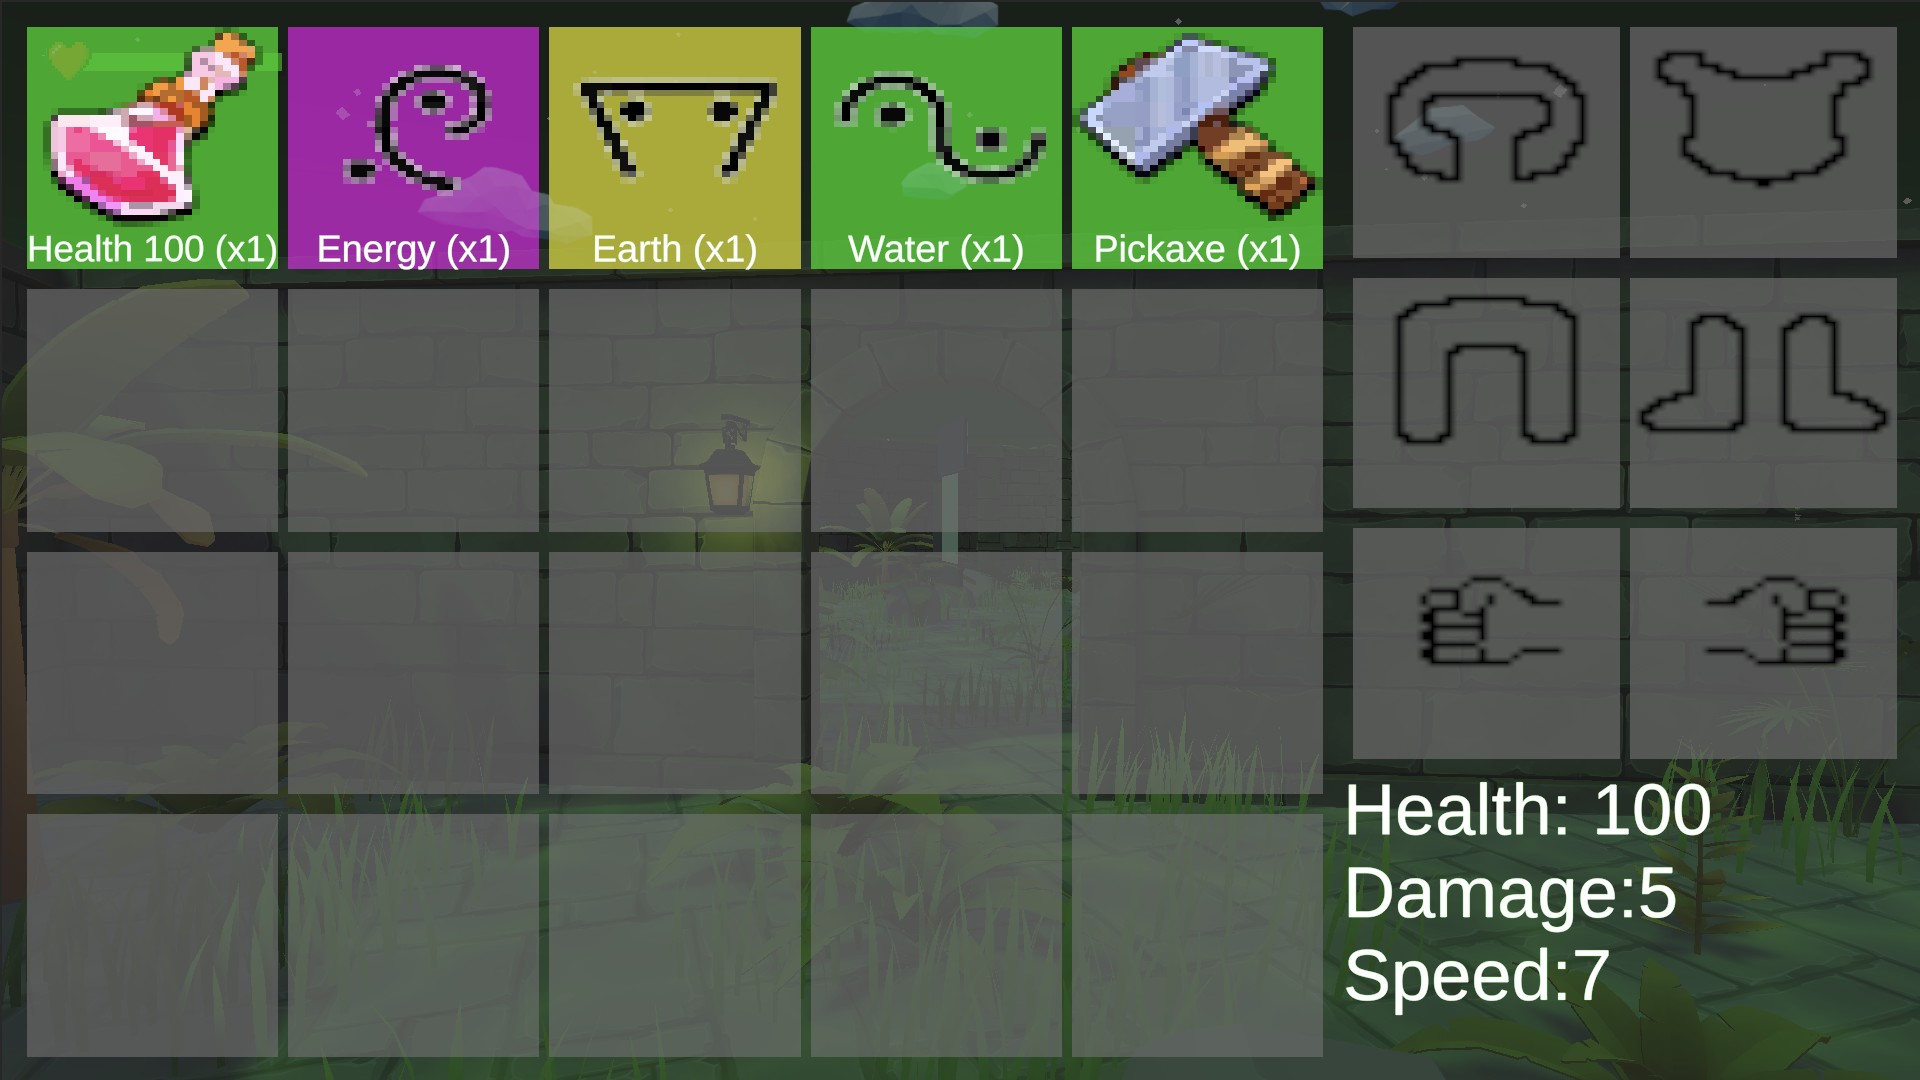 Health 100 (x1)
Energy (x1)
Earth (x1)
Water (x1)
Pickaxe (x1)
Health: 100
Damage:5
Speed:7